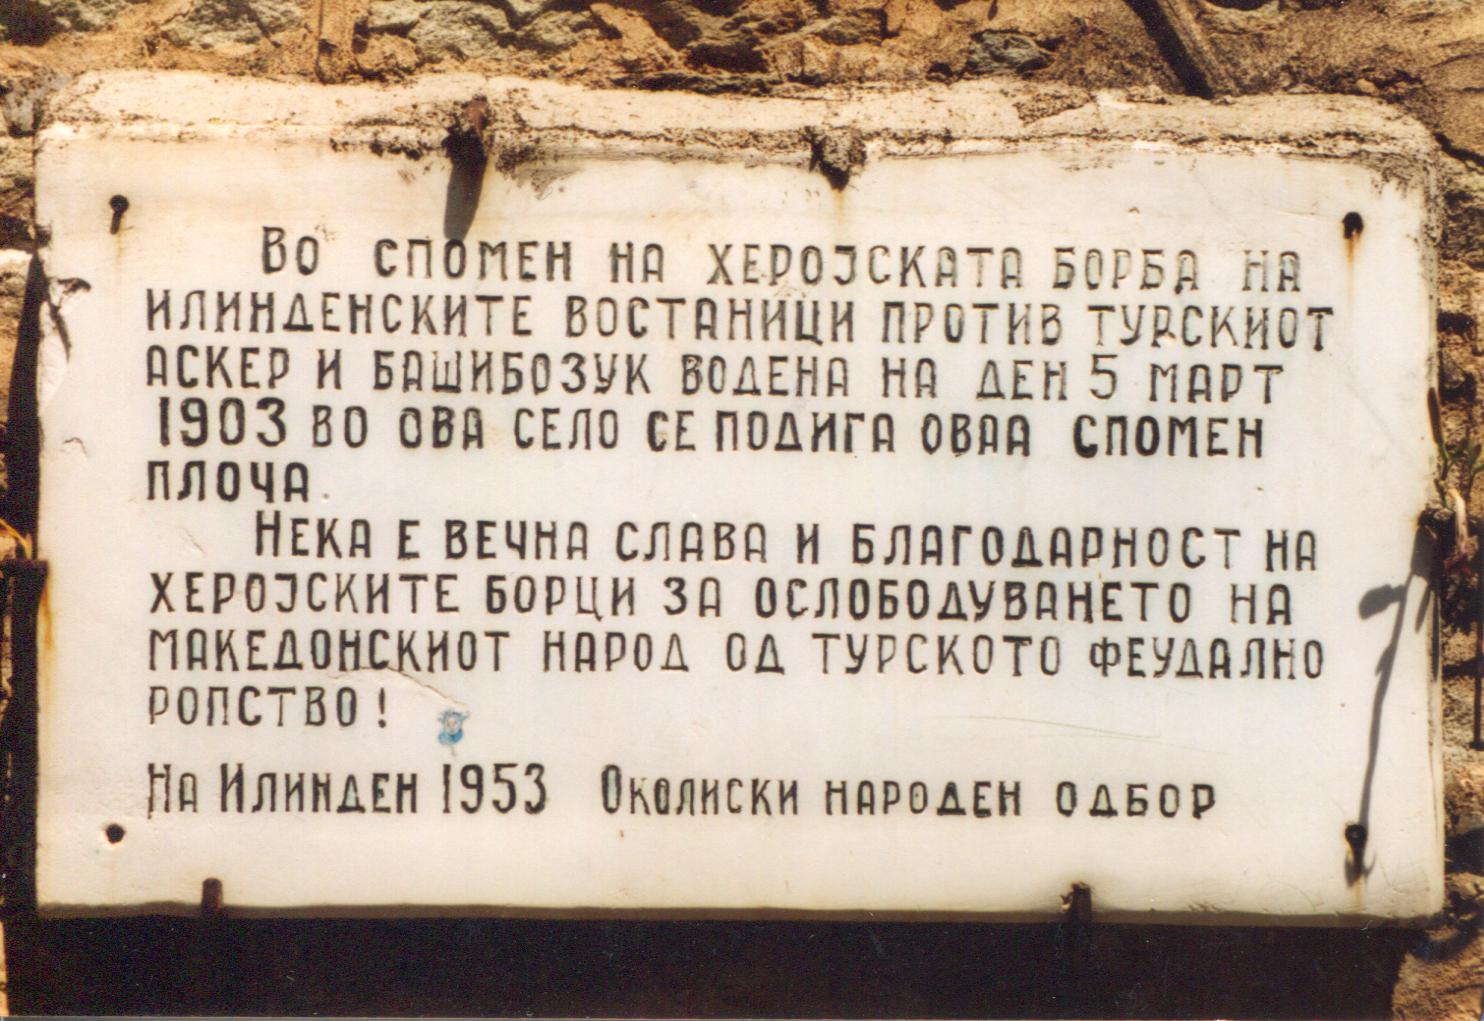 Во СПОМЕН НА ХЕРОЈСКАТА БОРБА НА
ИЛИНДЕНСКИТЕ ВОСТАНИЦИ ПРОТИВ ТУРСКИОТ
АСКЕР И БАШИБОЗУК ВОДЕНА НА ДЕН 5 МАРТ
1903 ВО ОВА СЕЛО СЕ ПОДИГА ОВАА СПОМЕН
ПЛОЧА.
НЕКА Е ВЕЧНА СЛАВА И БЛАГОДАРНОСТ НА
ХЕРОЈСКИТЕ БОРЦИ ЗА ОСЛОБОДУВАНЕТО НА
МАКЕДОНСКИОТ НАРОД ОД ТУРСКОТО ФЕУДАЛНО
РОПСТВО!
НА ИЛИНДЕН 1953 ОКОЛИСКИ НАРОДЕН ОДБОР